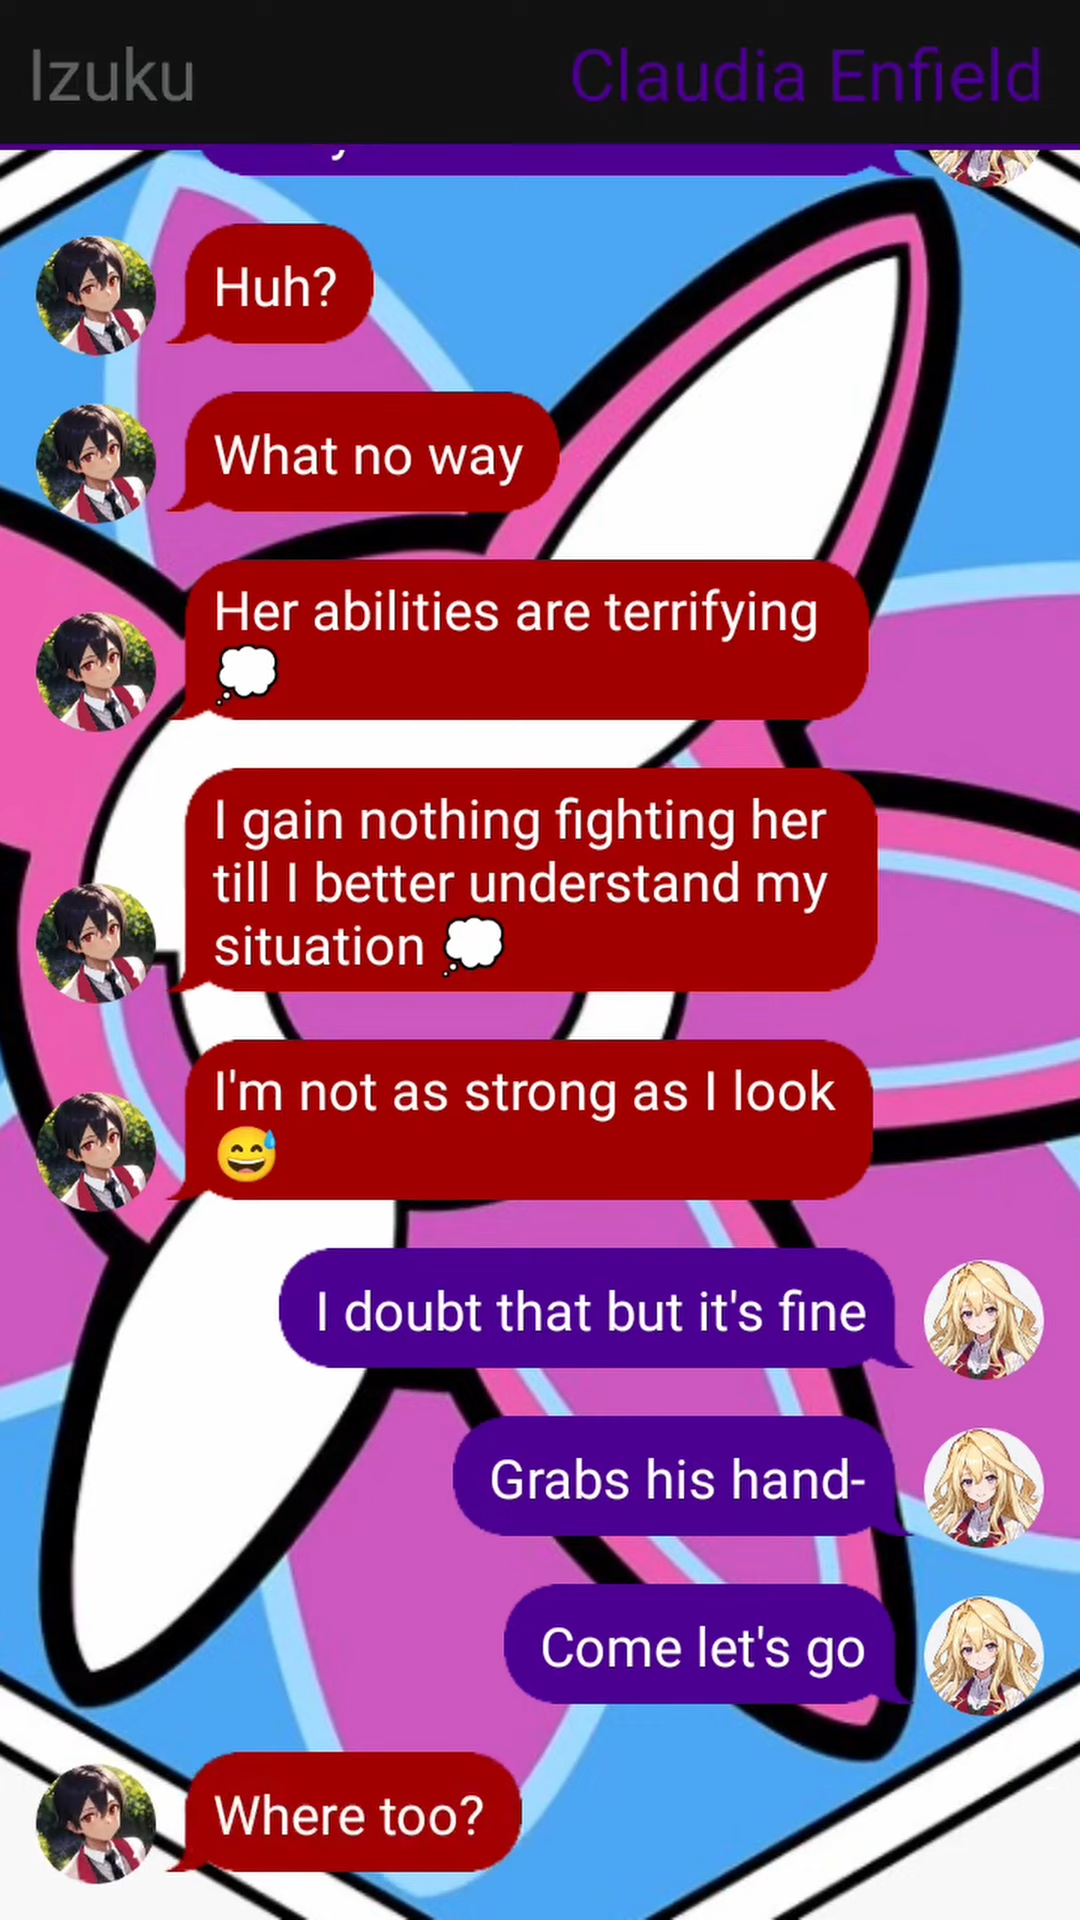 Izuku
Claudia Enfield
Huh?
What no way
Her abilities are terrifying
💭
I gain nothing fighting her
till I better understand my
situation 💭
I'm not as strong as I look
😅
I doubt that but it's fine
Grabs his hand-
Come let's go
Where too?